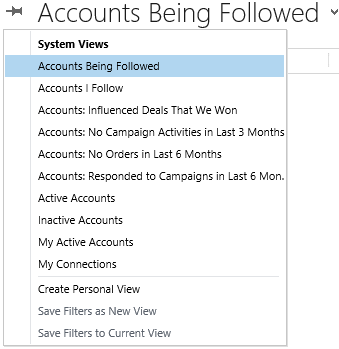 Accounts Being Followed
System Views
Accounts Being Followed
Accounts I Follow
Accounts: Influenced Deals That We Won
Accounts: No Campaign Activities in Last 3 Months
Accounts: No Orders in Last 6 Months
Accounts: Responded to Campaigns in Last 6 Mon.
Active Accounts
Inactive Accounts
My Active Accounts
My Connections
Create Personal View
Save Filters as New View
Save Filters to Current View